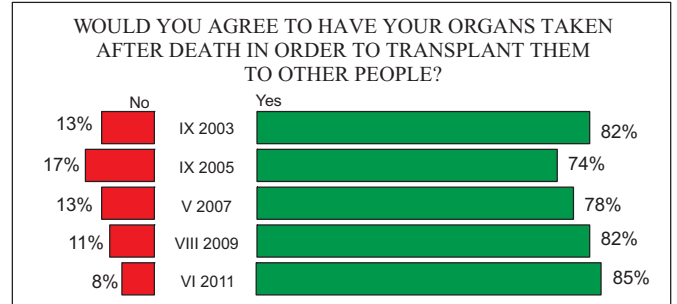 WOULD YOU AGREE TO HAVE YOUR ORGANS TAKEN
AFTER DEATH IN ORDER TO TRANSPLANT THEM
TO OTHER PEOPLE?
No Yes
13% IX 2003 82%
17% IX 2005 74%
13% V 2007 78%
11% VIII 2009 82%
8% VI 2011 85%